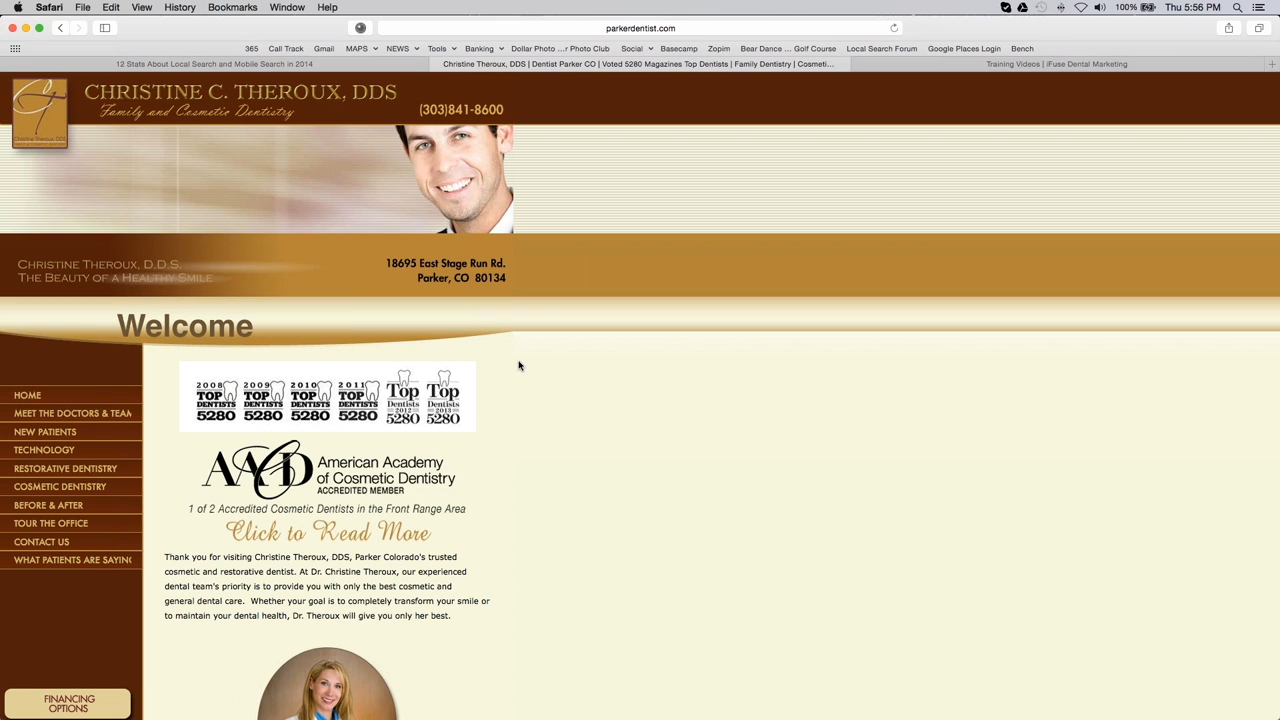 Safari File Edit View History Bookmarks Window Help 100% Thu 5:56 PM
parkerdentist.com
365 Call Track Gmail MAPS NEWS Tools Banking Dollar Photo ...r Photo Club Social Basecamp Zopim Bear Dance ... Golf Course Local Search Forum Google Places Login Bench
12 Stats About Local Search and Mobile Search in 2014 Christine Theroux, DDS | Dentist Parker CO | Voted 5280 Magazines Top Dentists | Family Dentistry | Cosmeti... Training Videos | iFuse Dental Marketing
CHRISTINE C. THEROUX, DDS
Family and Cosmetic Dentistry
(303)841-8600
CHRISTINE THEROUX, D.D.S.
THE BEAUTY OF A HEALTHY SMILE
18695 East Stage Run Rd.
Parker, CO 80134
Welcome
HOME
MEET THE DOCTORS & TEAM
NEW PATIENTS
TECHNOLOGY
RESTORATIVE DENTISTRY
COSMETIC DENTISTRY
BEFORE & AFTER
TOUR THE OFFICE
CONTACT US
WHAT PATIENTS ARE SAYING
FINANCING
OPTIONS
2008 TOP DENTISTS 5280
2009 TOP DENTISTS 5280
2010 TOP DENTISTS 5280
2011 TOP DENTISTS 5280
Top Dentists 2012 5280
Top Dentists 2013 5280
AACD
American Academy
of Cosmetic Dentistry
ACCREDITED MEMBER
1 of 2 Accredited Cosmetic Dentists in the Front Range Area
Click to Read More
Thank you for visiting Christine Theroux, DDS, Parker Colorado's trusted
cosmetic and restorative dentist. At Dr. Christine Theroux, our experienced
dental team's priority is to provide you with only the best cosmetic and
general dental care. Whether your goal is to completely transform your smile or
to maintain your dental health, Dr. Theroux will give you only her best.